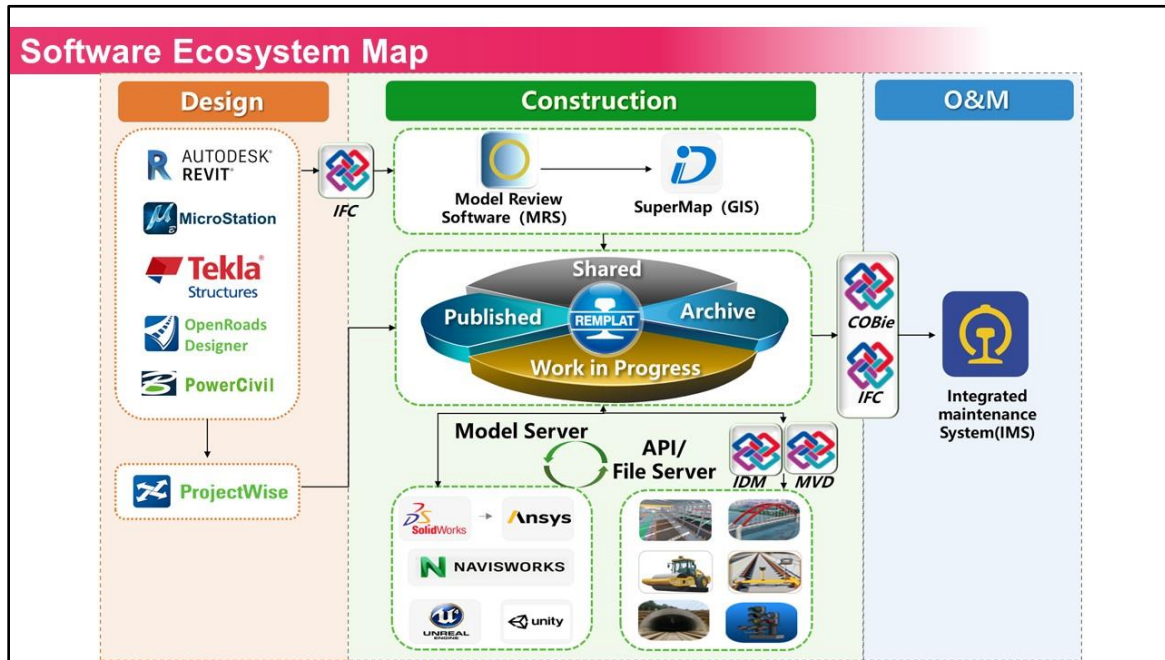 Software Ecosystem Map
Design
Construction
O&M
R AUTODESK®
REVIT®
MicroStation
Tekla®
Structures
OpenRoads
Designer
PowerCivil
ProjectWise
IFC
Model Review
Software（MRS）
SuperMap（GIS）
Shared
Published
REMPLAT
Archive
Work in Progress
Model Server
API/
File Server
IDM
MVD
SolidWorks
Ansys
NAVISWORKS
UNREAL
ENGINE
unity
COBie
IFC
Integrated
maintenance
System(IMS)